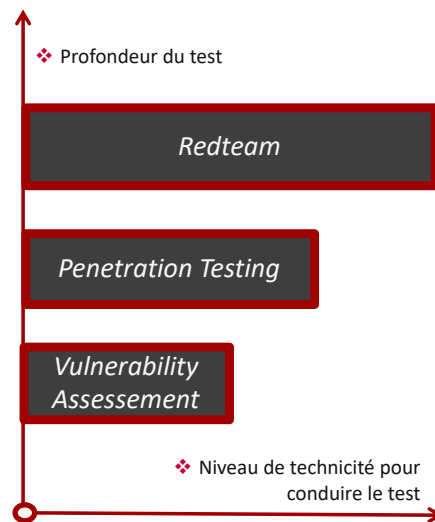 Profondeur du test
Redteam
Penetration Testing
Vulnerability
Assessement
Niveau de technicité pour
conduire le test